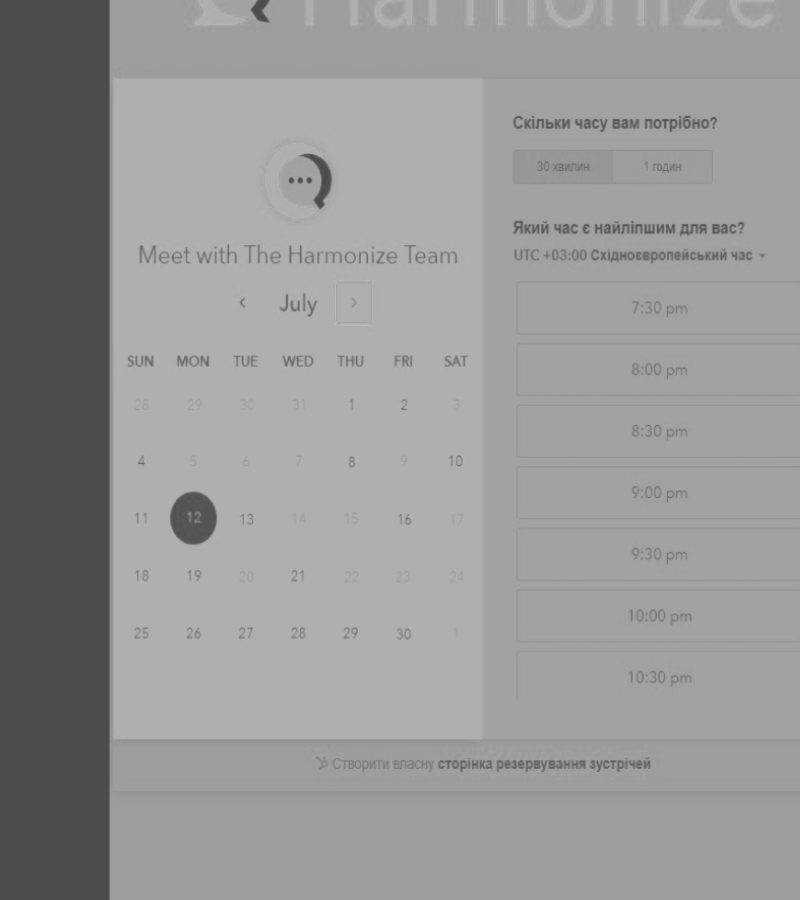 Harmonize
Meet with The Harmonize Team
‹ July ›
SUN MON TUE WED THU FRI SAT
28 29 30 31 1 2 3
4 5 6 7 8 9 10
11 12 13 14 15 16 17
18 19 20 21 22 23 24
25 26 27 28 29 30 1
Скільки часу вам потрібно?
30 хвилин 1 годин
Який час є найліпшим для вас?
UTC +03:00 Східноєвропейський час
7:30 pm
8:00 pm
8:30 pm
9:00 pm
9:30 pm
10:00 pm
10:30 pm
Створити власну сторінка резервування зустрічей